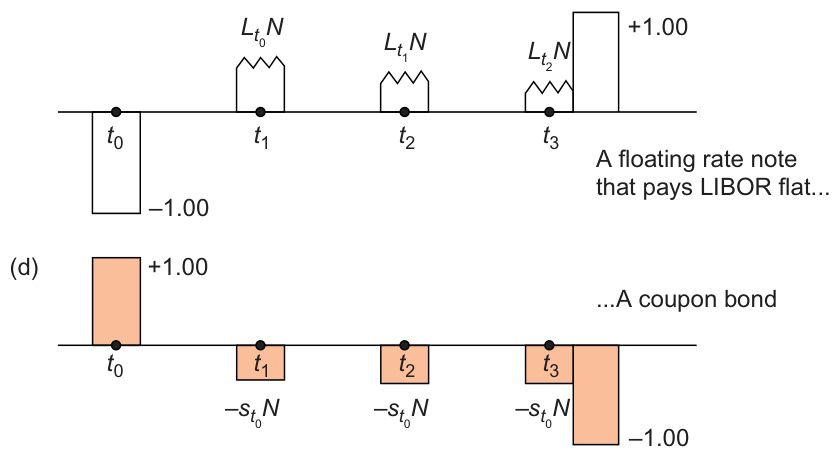 L_{t_0}N
L_{t_1}N
L_{t_2}N
+1.00
t_0
t_1
t_2
t_3
A floating rate note
that pays LIBOR flat...
–1.00
(d)
+1.00
...A coupon bond
t_0
t_1
t_2
t_3
–s_{t_0}N
–s_{t_0}N
–s_{t_0}N
–1.00